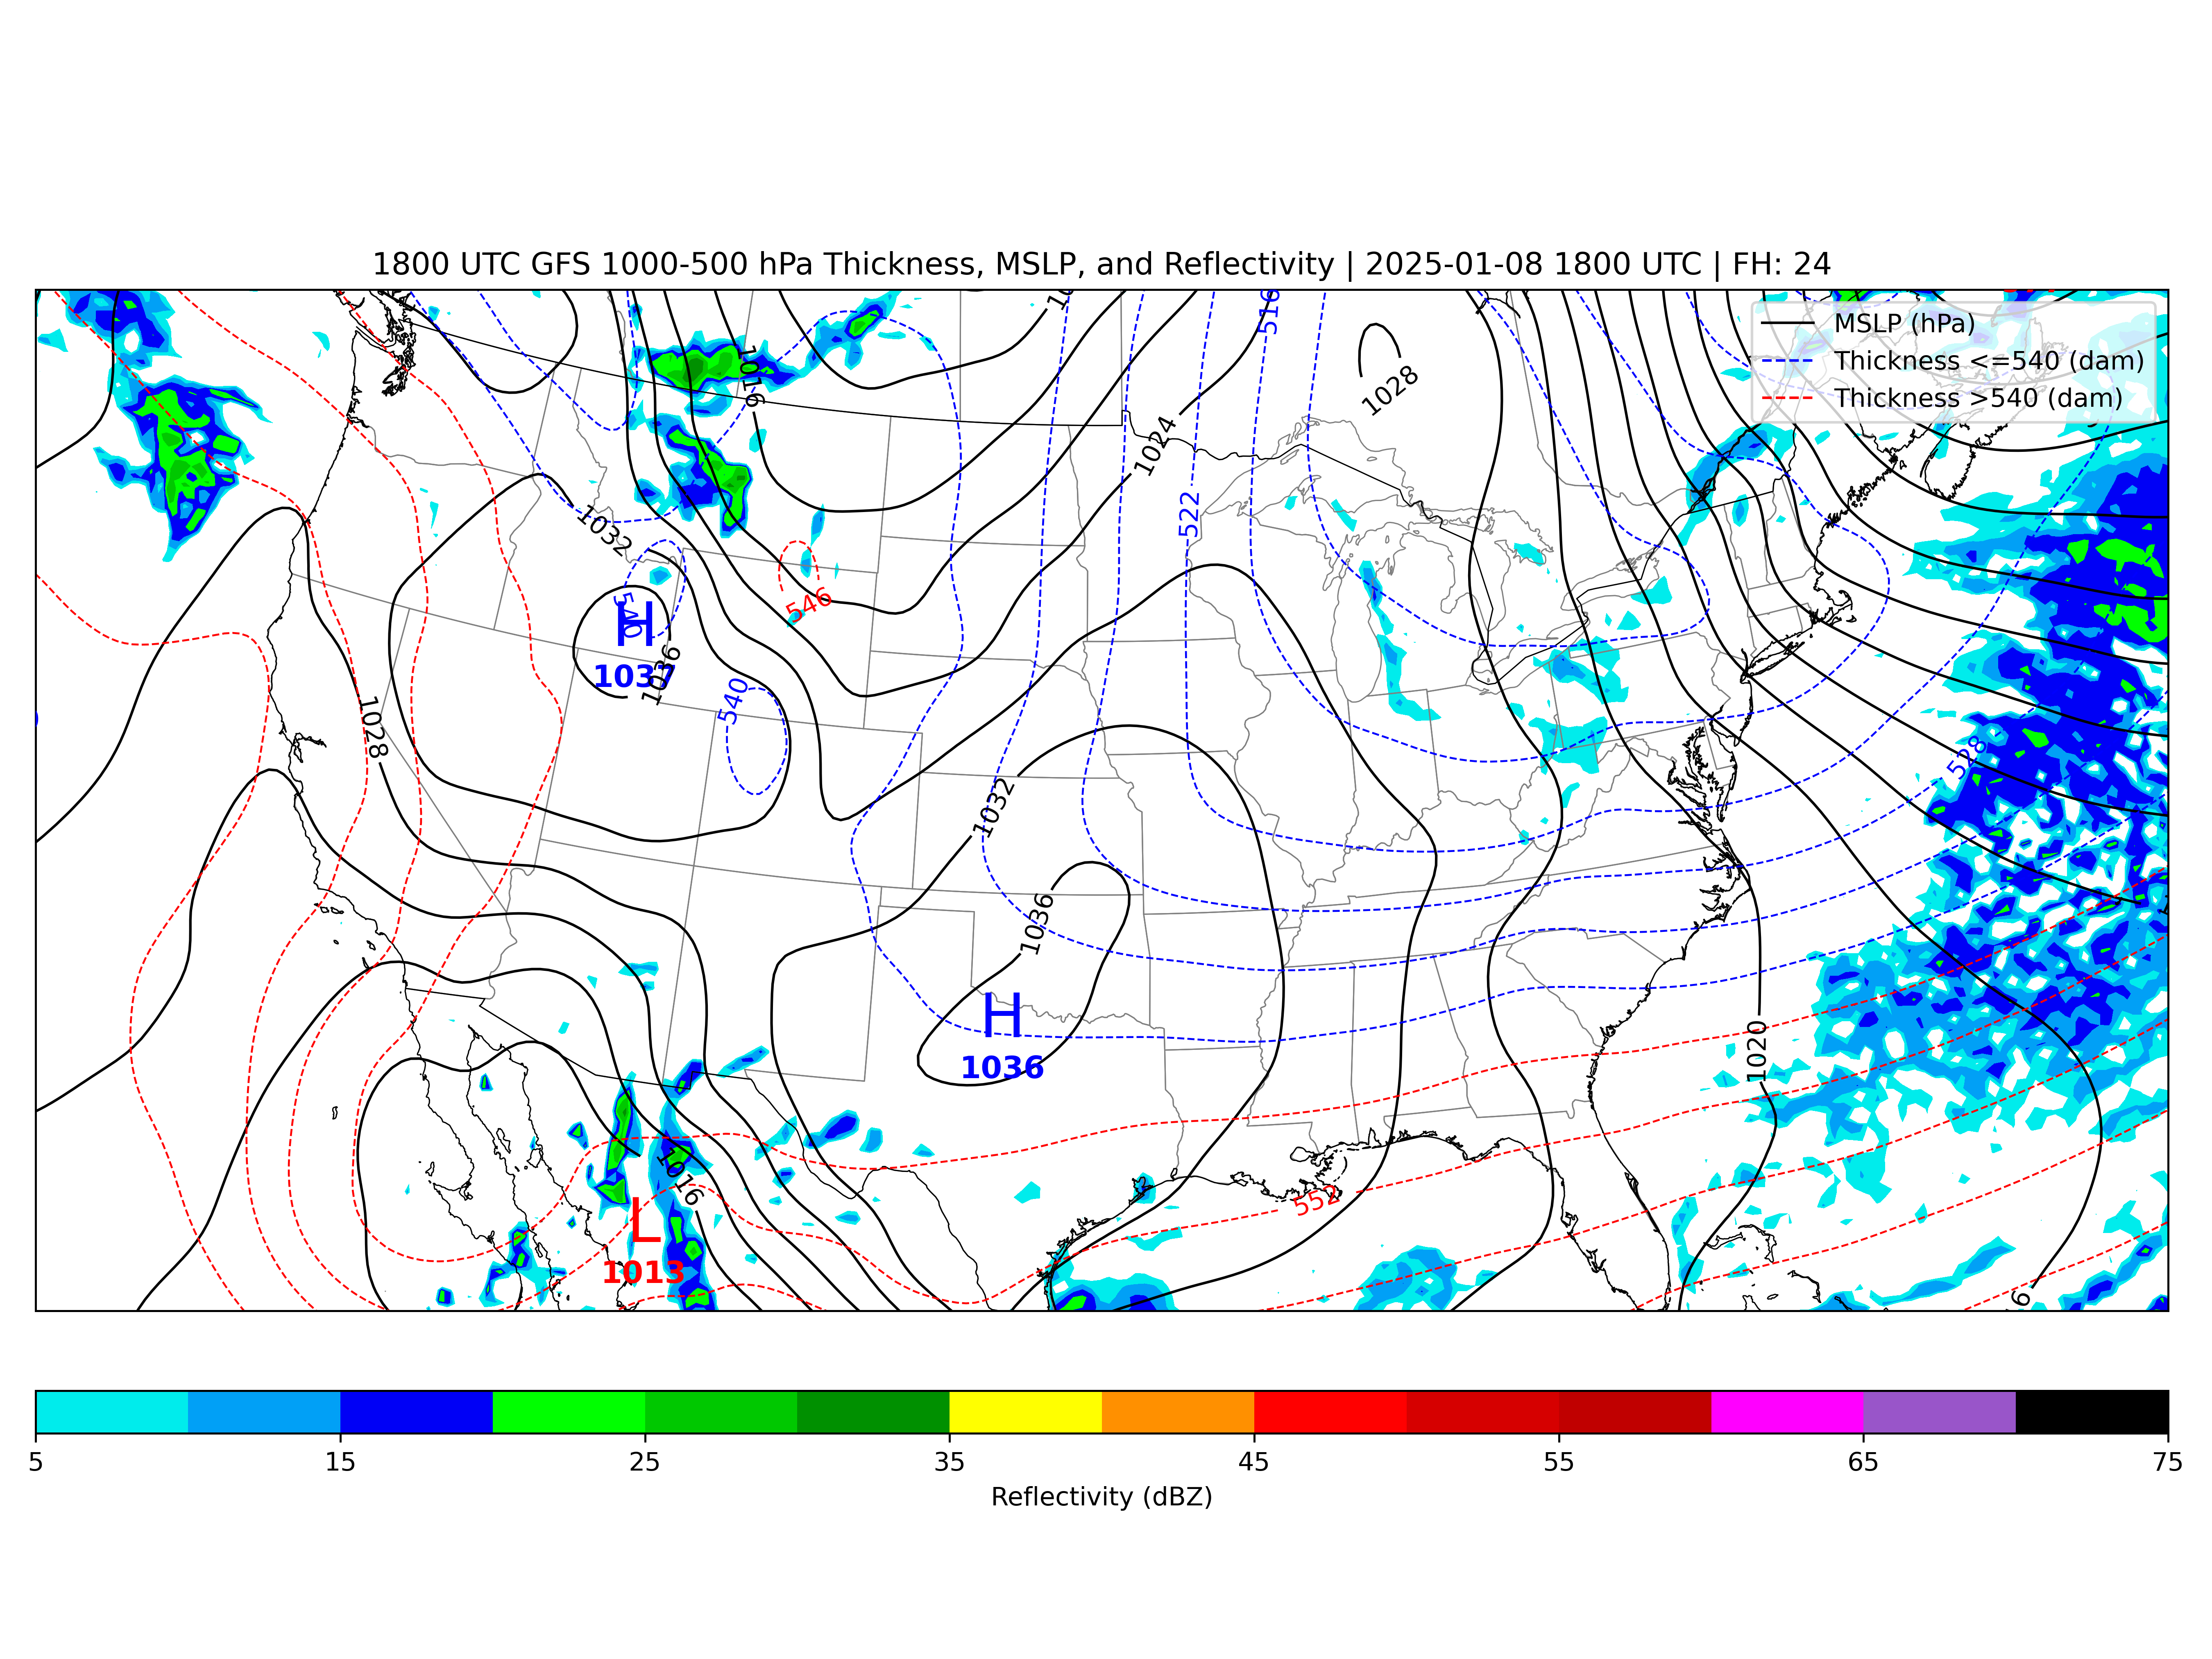 1800 UTC GFS 1000-500 hPa Thickness, MSLP, and Reflectivity | 2025-01-08 1800 UTC | FH: 24
MSLP (hPa)
Thickness <=540 (dam)
Thickness >540 (dam)
516
1016
1028
1024
522
1032
546
540
H
1037
1036
540
1028
528
1032
1036
H
1036
1020
1016
552
L
1013
6
5 15 25 35 45 55 65 75
Reflectivity (dBZ)